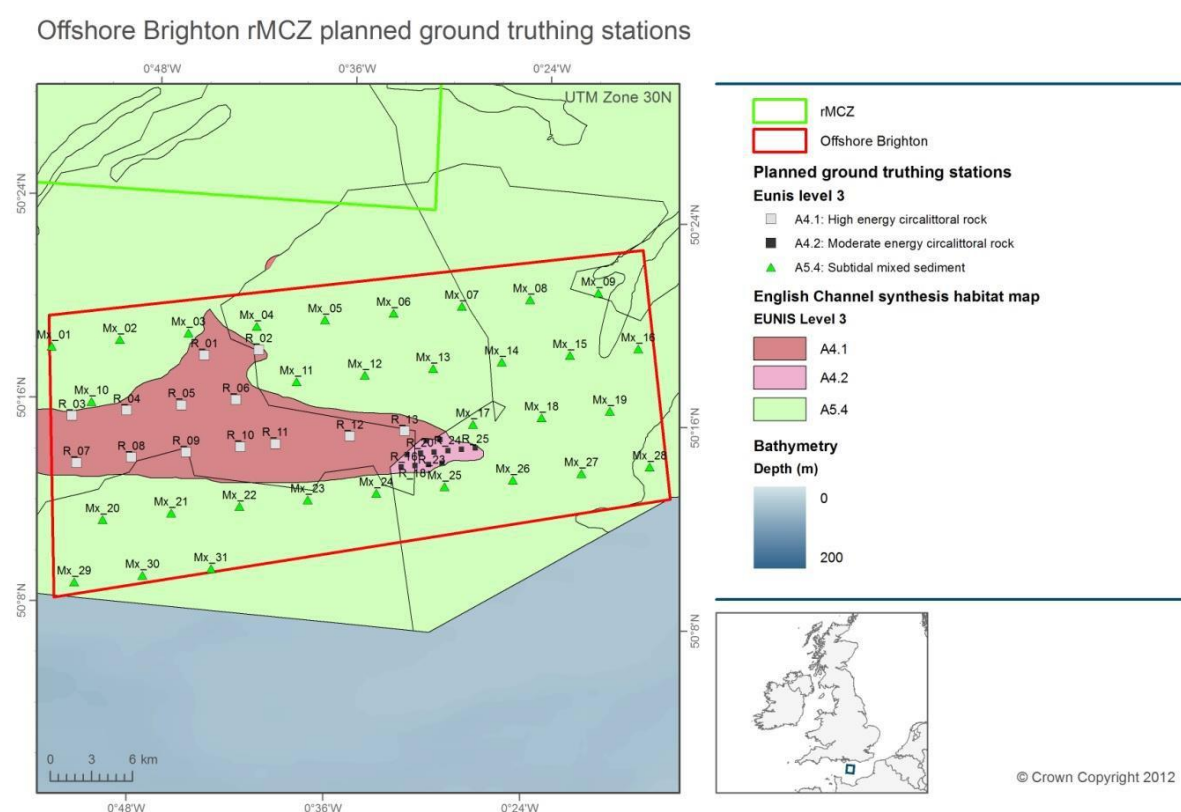 Offshore Brighton rMCZ planned ground truthing stations
0°48'W 0°36'W 0°24'W
UTM Zone 30N
50°24'N
50°24'N
50°16'N
50°16'N
50°8'N
50°8'N
Mx_09
Mx_08
Mx_07
Mx_06
Mx_05
Mx_04
Mx_03
Mx_02
Mx_01
Mx_16
R_02
R_01
Mx_15
Mx_14
Mx_13
Mx_12
Mx_11
R_06
R_05
Mx_10
R_04
R_03
Mx_19
Mx_18
Mx_17
R_13
R_12
R_11
R_10
R_09
R_08
R_07
R_20
R_24
R_25
R_16
R_23
R_18
Mx_28
Mx_27
Mx_26
Mx_25
Mx_24
Mx_23
Mx_22
Mx_21
Mx_20
Mx_31
Mx_30
Mx_29
0 3 6 km
0°48'W 0°36'W 0°24'W
rMCZ
Offshore Brighton
Planned ground truthing stations
Eunis level 3
A4.1: High energy circalittoral rock
A4.2: Moderate energy circalittoral rock
A5.4: Subtidal mixed sediment
English Channel synthesis habitat map
EUNIS Level 3
A4.1
A4.2
A5.4
Bathymetry
Depth (m)
0
200
© Crown Copyright 2012